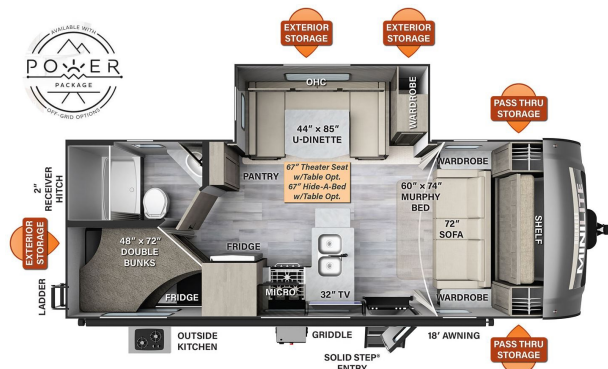 AVAILABLE WITH
POWER
PACKAGE
OFF-GRID OPTIONS
EXTERIOR
STORAGE
EXTERIOR
STORAGE
PASS THRU
STORAGE
OHC
WARDROBE
44" x 85"
U-DINETTE
2"
RECEIVER
HITCH
PANTRY
67" Theater Seat
w/Table Opt.
67" Hide-A-Bed
w/Table Opt.
WARDROBE
60" x 74"
MURPHY
BED
72"
SOFA
SHELF
MINILITE
EXTERIOR
STORAGE
48" x 72"
DOUBLE
BUNKS
FRIDGE
FRIDGE
MICRO.
32" TV
WARDROBE
LADDER
OUTSIDE
KITCHEN
GRIDDLE
SOLID STEP®
ENTRY
18' AWNING
PASS THRU
STORAGE